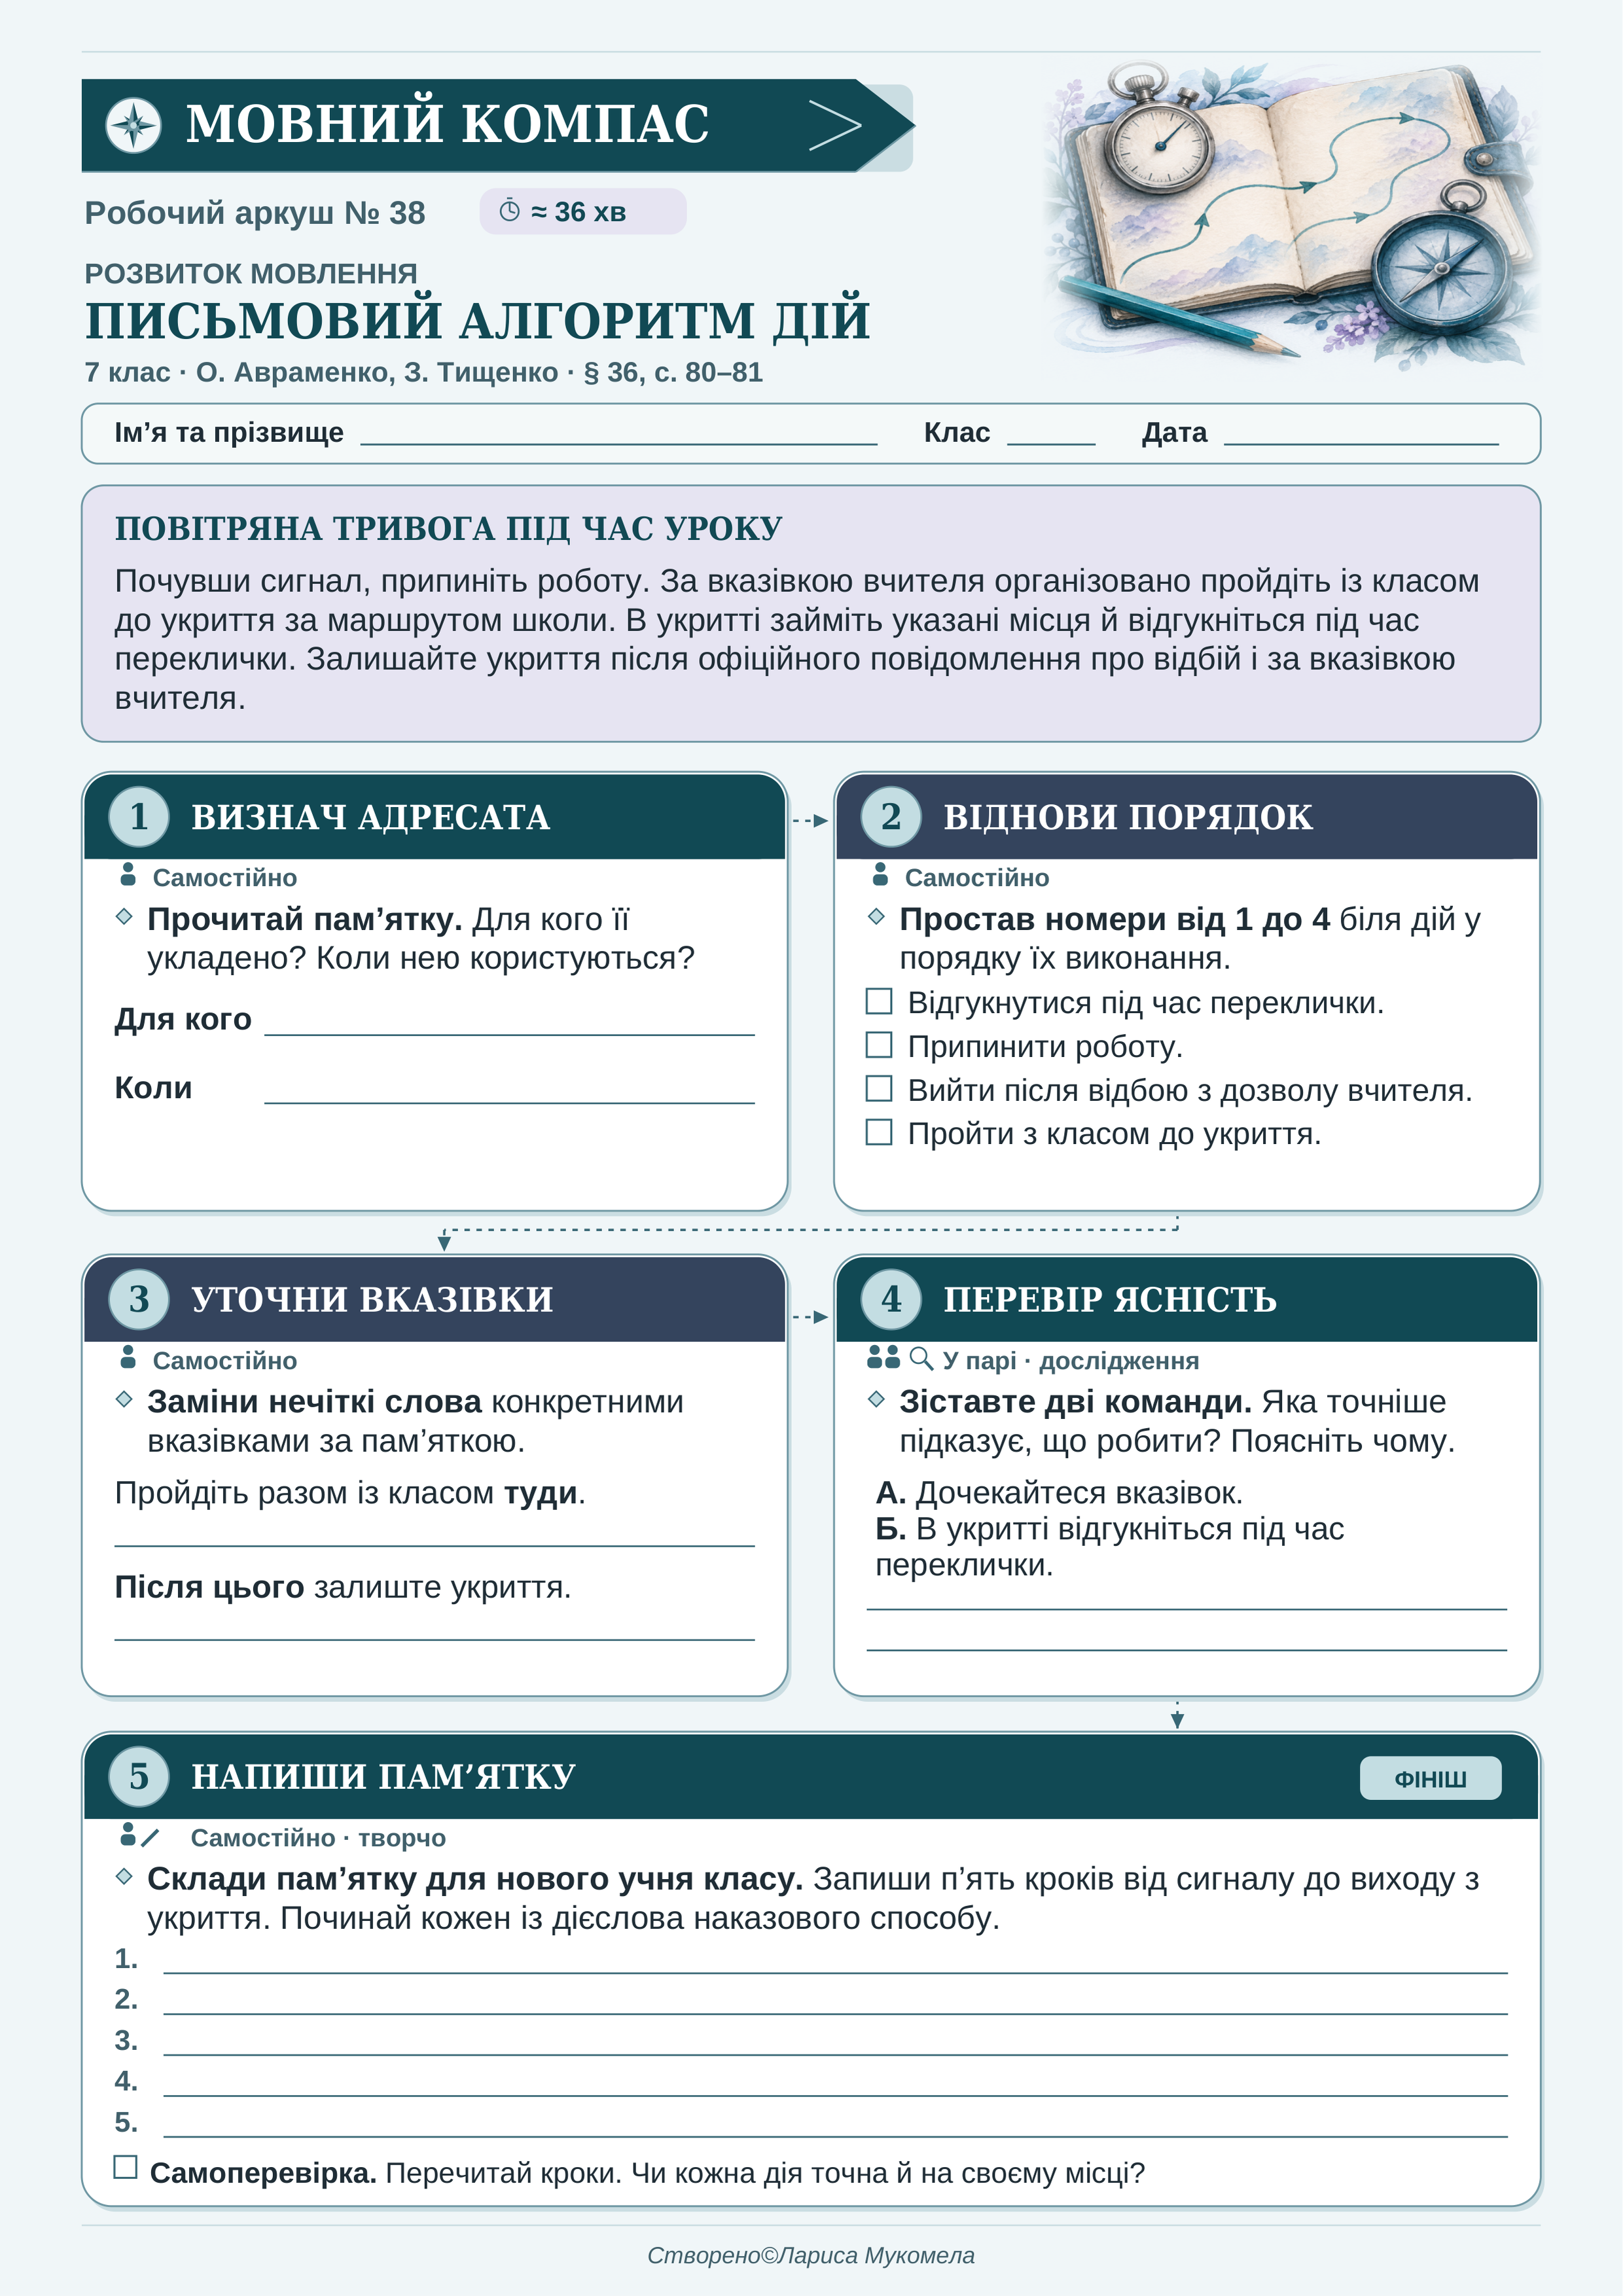 МОВНИЙ КОМПАС
Робочий аркуш № 38
≈ 36 хв
РОЗВИТОК МОВЛЕННЯ
ПИСЬМОВИЙ АЛГОРИТМ ДІЙ
7 клас · О. Авраменко, З. Тищенко · § 36, с. 80–81
Ім’я та прізвище Клас Дата
ПОВІТРЯНА ТРИВОГА ПІД ЧАС УРОКУ
Почувши сигнал, припиніть роботу. За вказівкою вчителя організовано пройдіть із класом
до укриття за маршрутом школи. В укритті займіть указані місця й відгукніться під час
переклички. Залишайте укриття після офіційного повідомлення про відбій і за вказівкою
вчителя.
1 ВИЗНАЧ АДРЕСАТА
Самостійно
Прочитай пам’ятку. Для кого її
укладено? Коли нею користуються?
Для кого
Коли
2 ВІДНОВИ ПОРЯДОК
Самостійно
Простав номери від 1 до 4 біля дій у
порядку їх виконання.
Відгукнутися під час переклички.
Припинити роботу.
Вийти після відбою з дозволу вчителя.
Пройти з класом до укриття.
3 УТОЧНИ ВКАЗІВКИ
Самостійно
Заміни нечіткі слова конкретними
вказівками за пам’яткою.
Пройдіть разом із класом туди.
Після цього залиште укриття.
4 ПЕРЕВІР ЯСНІСТЬ
У парі · дослідження
Зіставте дві команди. Яка точніше
підказує, що робити? Поясніть чому.
А. Дочекайтеся вказівок.
Б. В укритті відгукніться під час
переклички.
5 НАПИШИ ПАМ’ЯТКУ
ФІНІШ
Самостійно · творчо
Склади пам’ятку для нового учня класу. Запиши п’ять кроків від сигналу до виходу з
укриття. Починай кожен із дієслова наказового способу.
1.
2.
3.
4.
5.
Самоперевірка. Перечитай кроки. Чи кожна дія точна й на своєму місці?
Створено©Лариса Мукомела